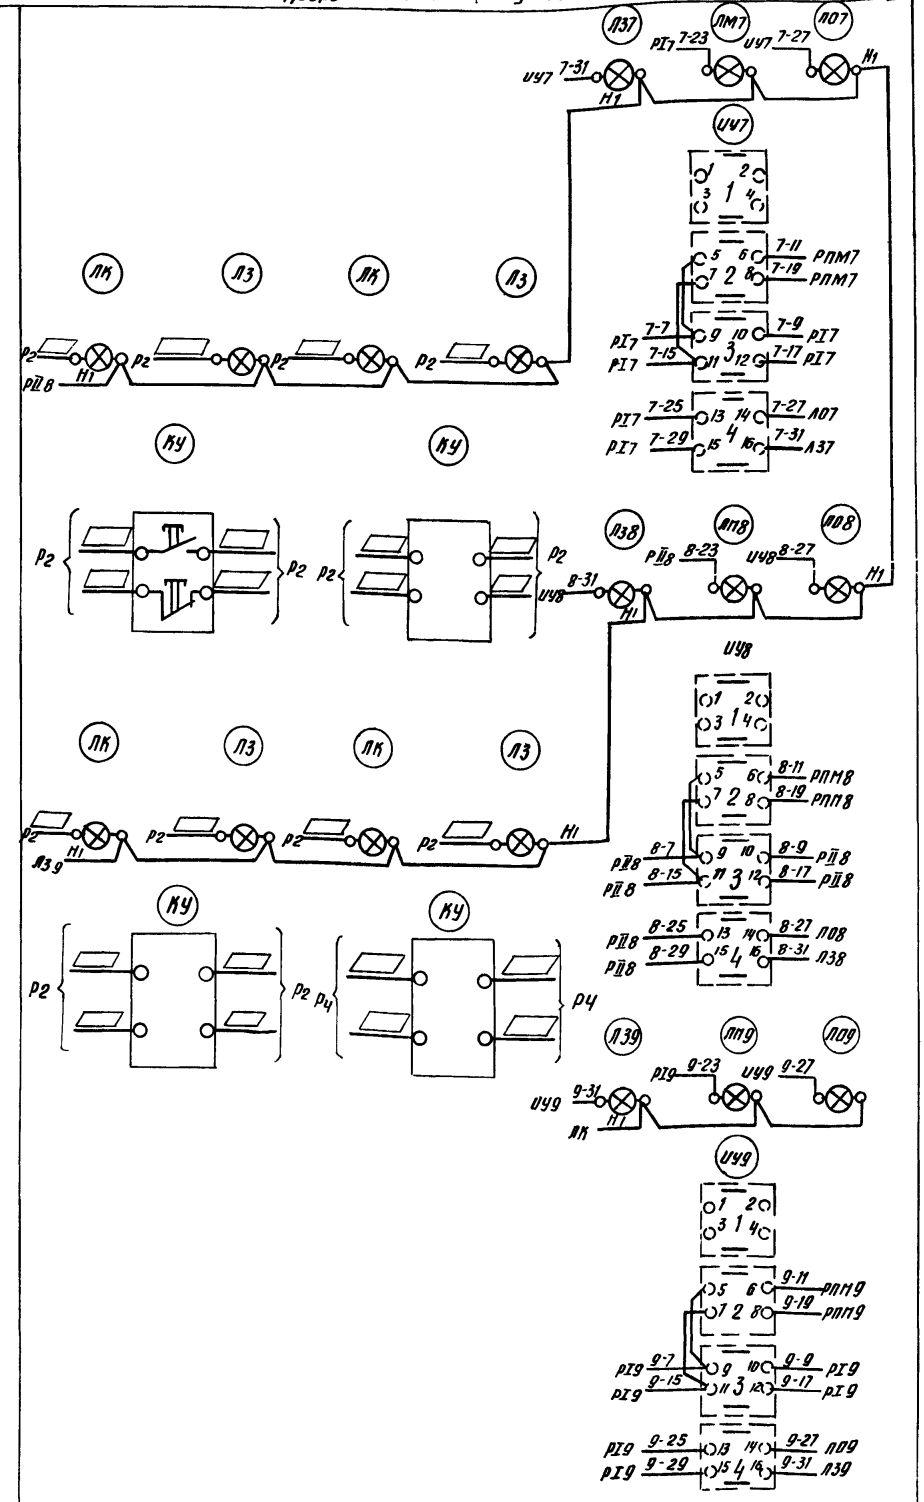 ЛЗ7 ЛМ7 ЛО7
РI7 7-23 ИУ7 7-27
ИУ7 7-31 Н1 Н1
ИУ7
1 2
3 1 4
ЛК ЛЗ ЛК ЛЗ
5 6 7-11 РПМ7
7 2 8 7-19 РПМ7
РI7 7-7 9 10 7-9 РI7
3
РI7 7-15 11 12 7-17 РI7
Р2 Н1 Р2 Р2 Р2
РII8
РI7 7-25 13 14 7-27 ЛО7
4
РI7 7-29 15 16 7-31 ЛЗ7
КУ КУ
Р2 Р2 Р2 Р2
ЛЗ8 ЛП8 ЛО8
РII8 8-23 ИУ8 8-27
ИУ8 8-31 Н1 Н1
ИУ8
1 2
3 1 4
ЛК ЛЗ ЛК ЛЗ
5 6 8-11 РПМ8
7 2 8 8-19 РПМ8
Р2 Н1 Р2 Р2 Р2 Н1
ЛЗ9
РII8 8-7 9 10 8-9 РII8
РII8 8-15 11 3 12 8-17 РII8
КУ КУ
РII8 8-25 13 14 8-27 ЛО8
РII8 8-29 15 4 16 8-31 ЛЗ8
Р2 Р2 Р4 Р4
ЛЗ9 ЛП9 ЛО9
РI9 9-23 ИУ9 9-27
ИУ9 9-31
ЛК Н1
ИУ9
1 2
3 1 4
5 6 9-11 РПМ9
7 2 8 9-19 РПМ9
РI9 9-7 9 10 9-9 РI9
РI9 9-15 11 3 12 9-17 РI9
РI9 9-25 13 14 9-27 ЛО9
РI9 9-29 15 4 16 9-31 ЛЗ9